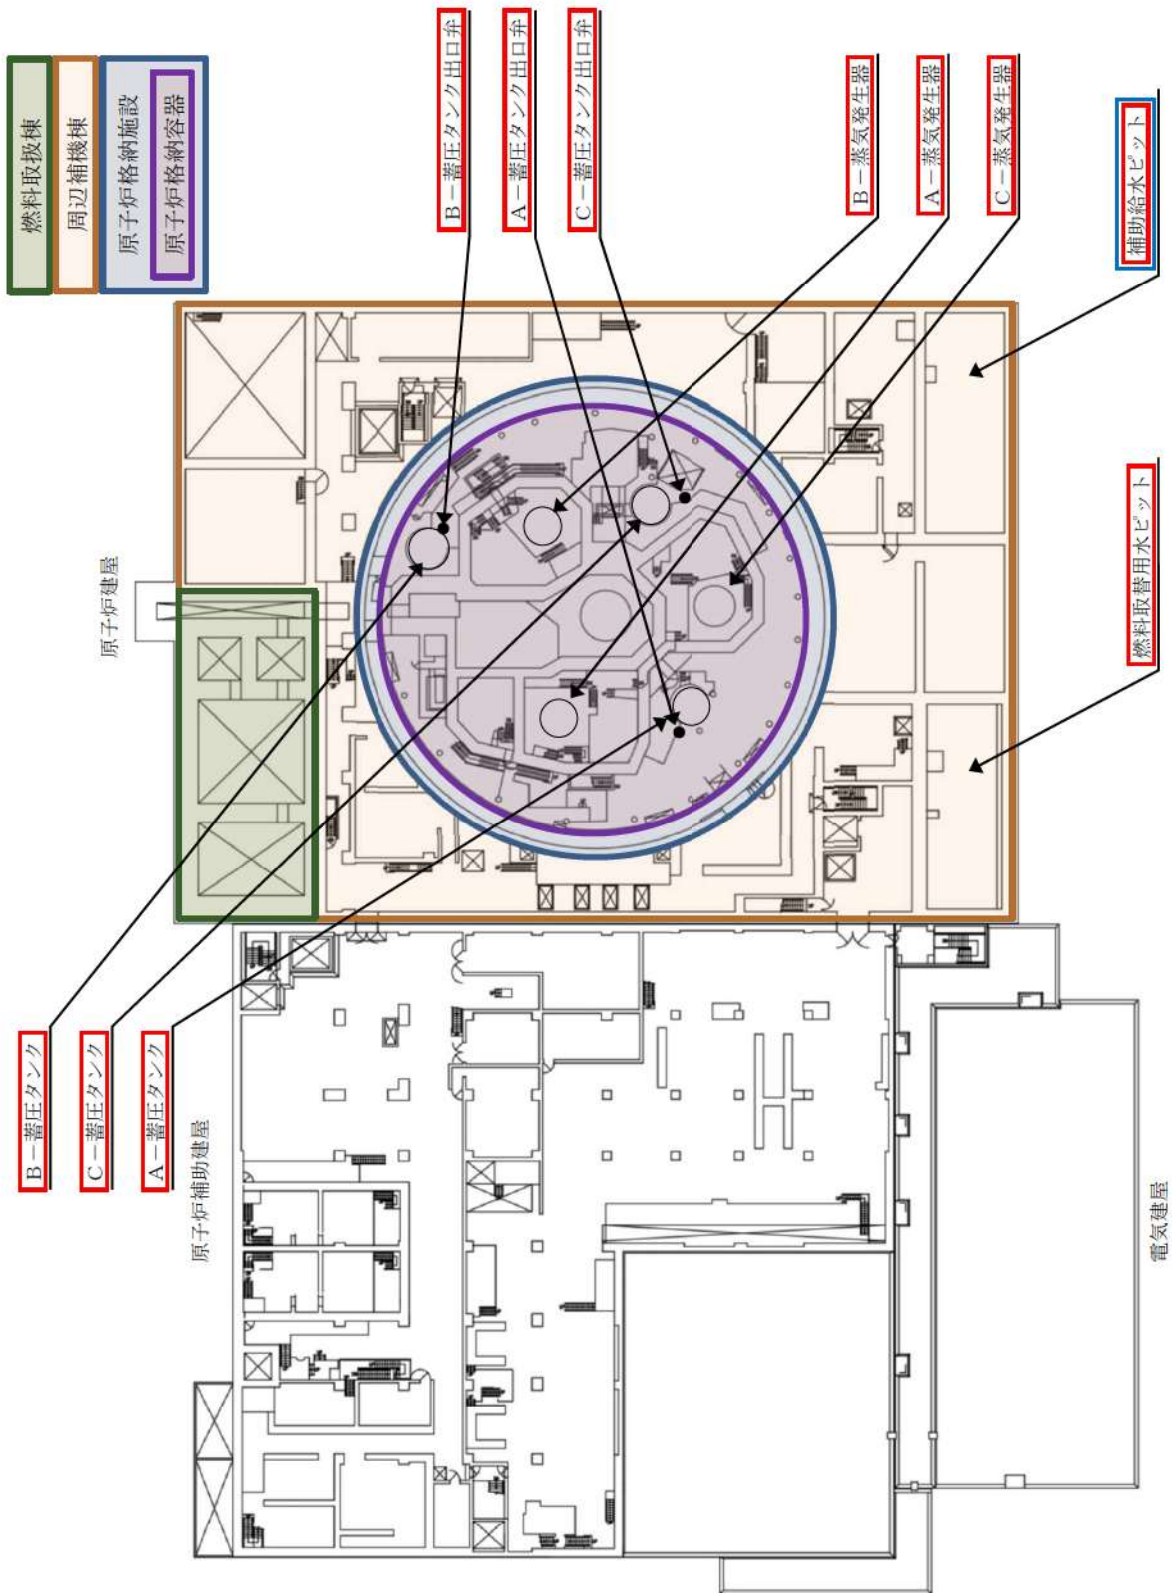 燃料取扱棟
周辺補機棟
原子炉格納施設
原子炉格納容器
B－蓄圧タンク出口弁
A－蓄圧タンク出口弁
C－蓄圧タンク出口弁
B－蒸気発生器
A－蒸気発生器
C－蒸気発生器
補助給水ピット
燃料取替用水ピット
原子炉建屋
B－蓄圧タンク
C－蓄圧タンク
A－蓄圧タンク
原子炉補助建屋
電気建屋